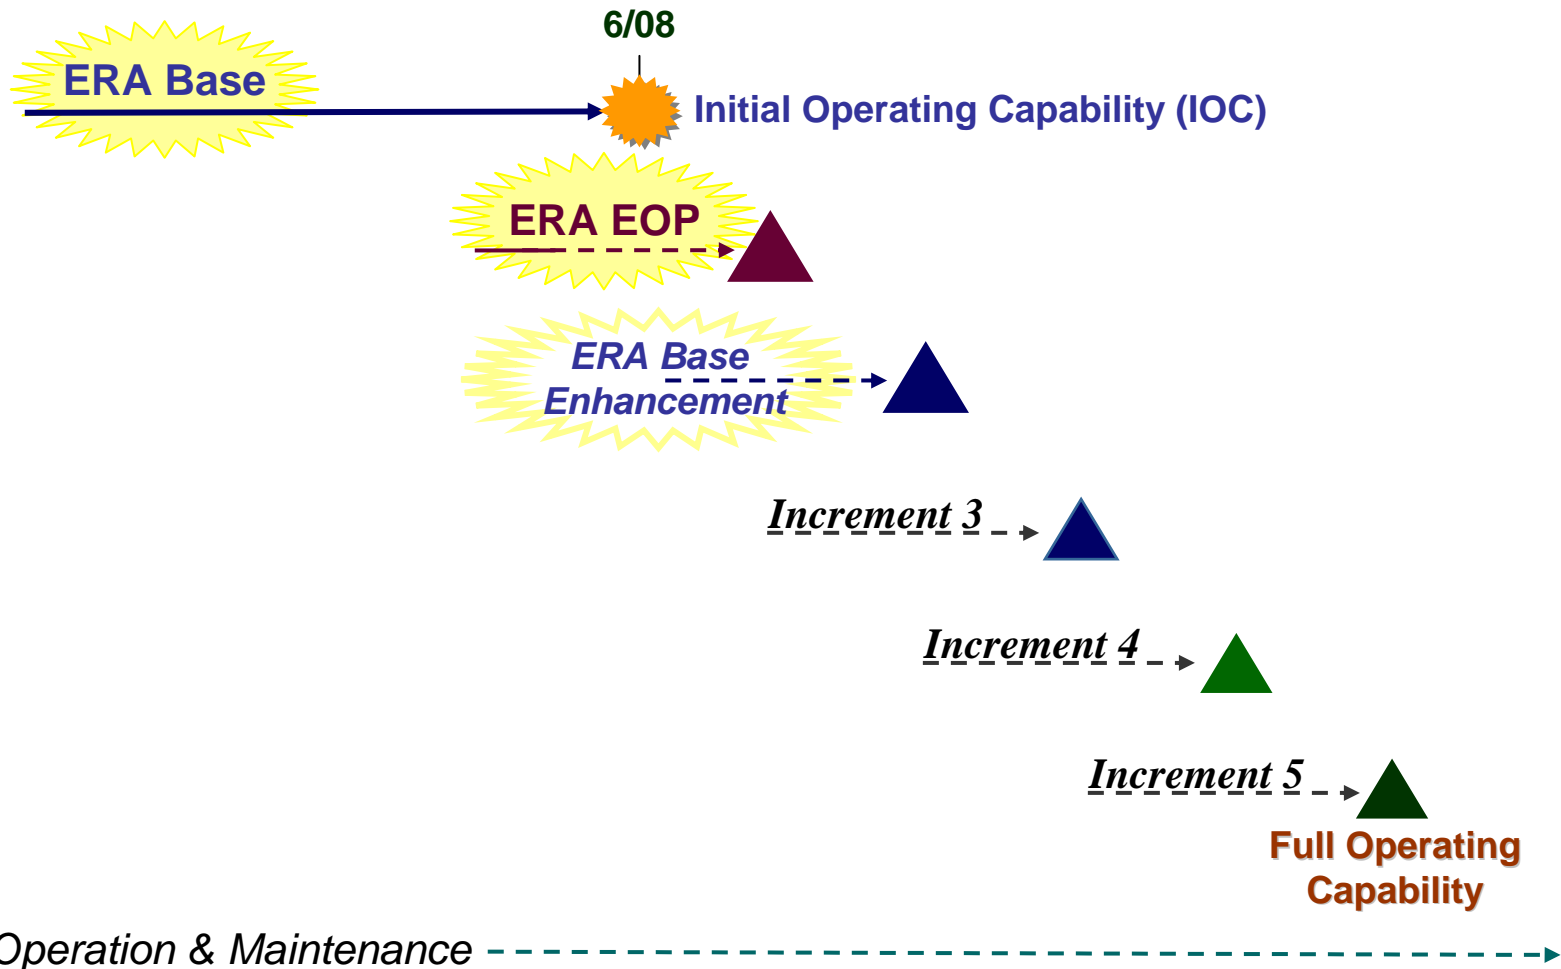 6/08
ERA Base
Initial Operating Capability (IOC)
ERA EOP
ERA Base
Enhancement
Increment 3
Increment 4
Increment 5
Full Operating
Capability
Operation & Maintenance